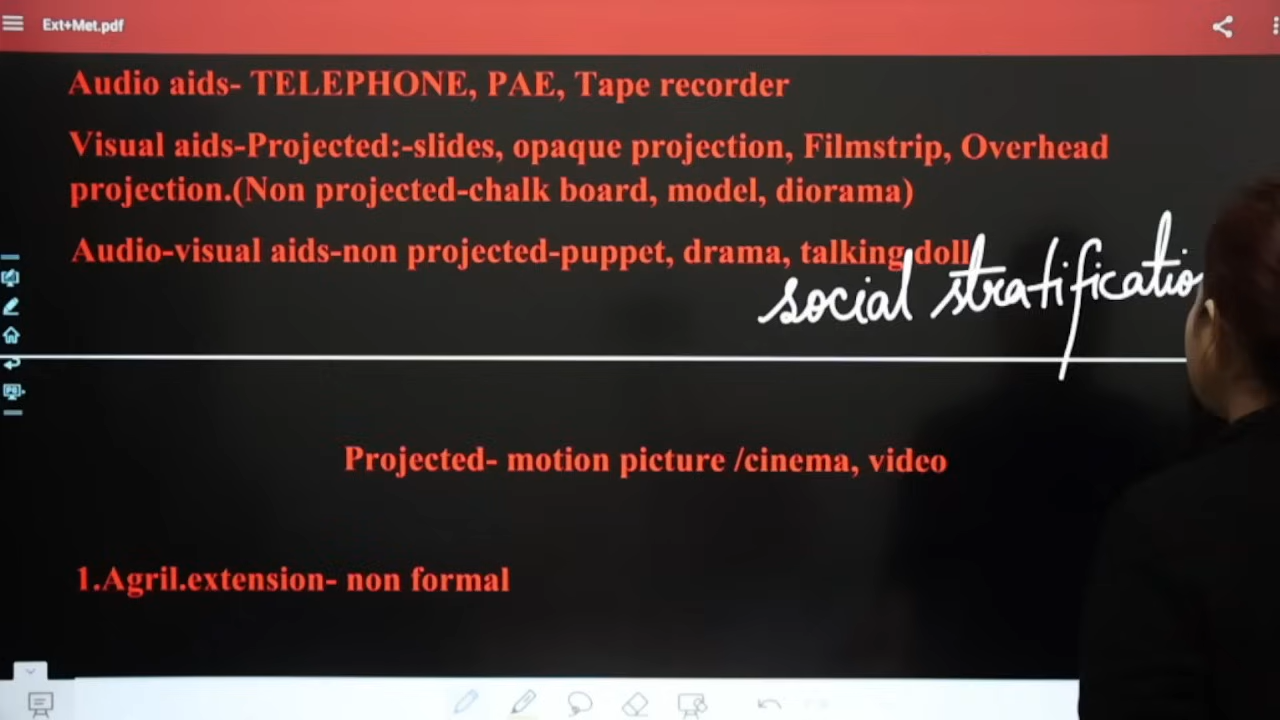 Ext+Met.pdf
Audio aids- TELEPHONE, PAE, Tape recorder
Visual aids-Projected:-slides, opaque projection, Filmstrip, Overhead
projection.(Non projected-chalk board, model, diorama)
Audio-visual aids-non projected-puppet, drama, talking doll
social stratificatio
Projected- motion picture /cinema, video
1.Agril.extension- non formal